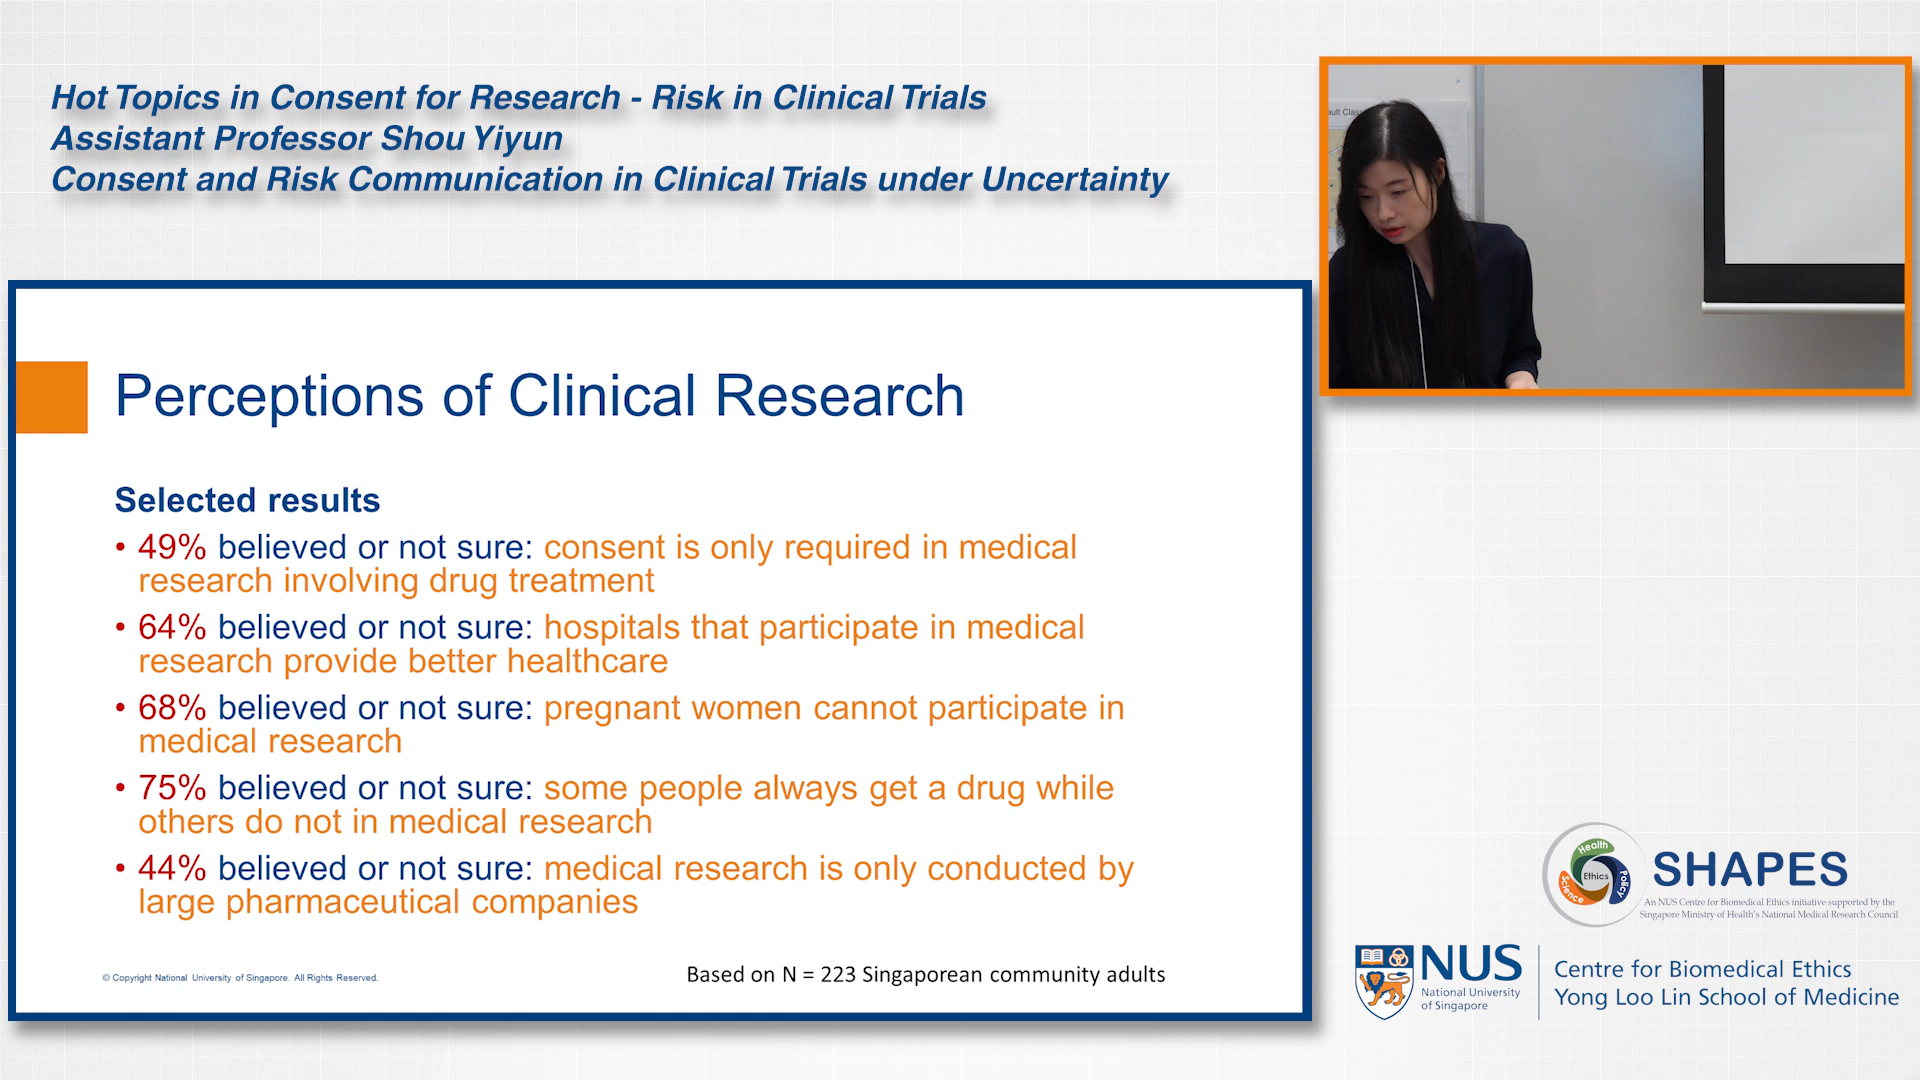 Hot Topics in Consent for Research - Risk in Clinical Trials
Assistant Professor Shou Yiyun
Consent and Risk Communication in Clinical Trials under Uncertainty
Perceptions of Clinical Research
Selected results
• 49% believed or not sure: consent is only required in medical
research involving drug treatment
• 64% believed or not sure: hospitals that participate in medical
research provide better healthcare
• 68% believed or not sure: pregnant women cannot participate in
medical research
• 75% believed or not sure: some people always get a drug while
others do not in medical research
• 44% believed or not sure: medical research is only conducted by
large pharmaceutical companies
© Copyright National University of Singapore. All Rights Reserved.
Based on N = 223 Singaporean community adults
Health
Ethics
Science
Policy
SHAPES
An NUS Centre for Biomedical Ethics initiative supported by the
Singapore Ministry of Health's National Medical Research Council
NUS
National University
of Singapore
Centre for Biomedical Ethics
Yong Loo Lin School of Medicine